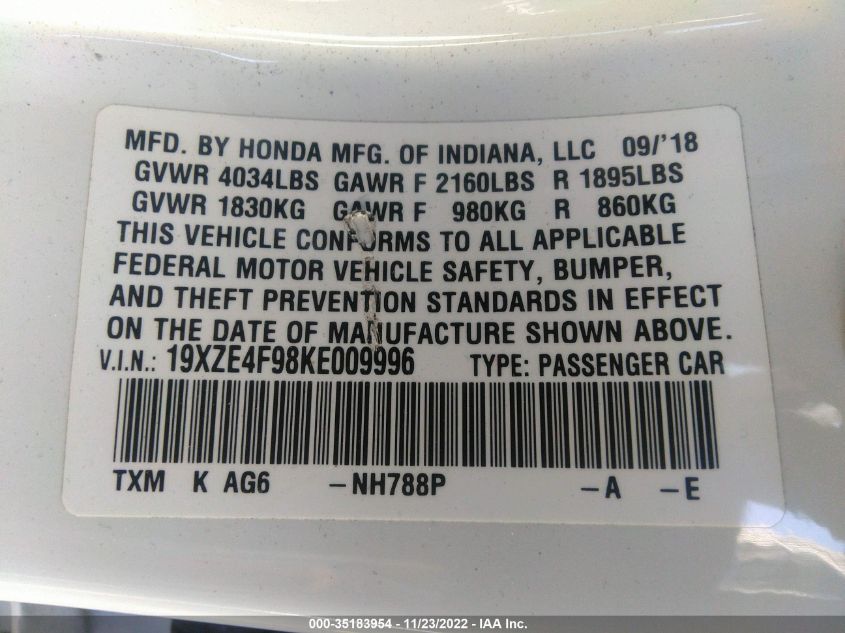 MFD. BY HONDA MFG. OF INDIANA, LLC 09/'18
GVWR 4034LBS GAWR F 2160LBS R 1895LBS
GVWR 1830KG GAWR F 980KG R 860KG
THIS VEHICLE CONFORMS TO ALL APPLICABLE
FEDERAL MOTOR VEHICLE SAFETY, BUMPER,
AND THEFT PREVENTION STANDARDS IN EFFECT
ON THE DATE OF MANUFACTURE SHOWN ABOVE.
V.I.N.: 19XZE4F98KE009996 TYPE: PASSENGER CAR
TXM K AG6 -NH788P -A -E
000-35183954 - 11/23/2022 - IAA Inc.